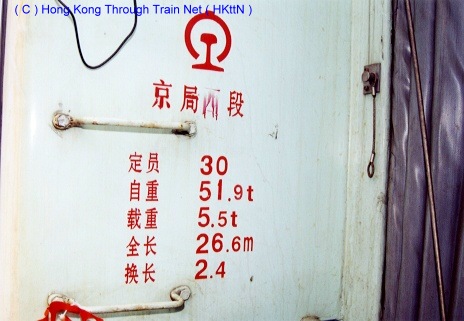 ( C ) Hong Kong Through Train Net ( HKttN )
京局西段
定员 30
自重 51.9t
载重 5.5t
全长 26.6m
换长 2.4